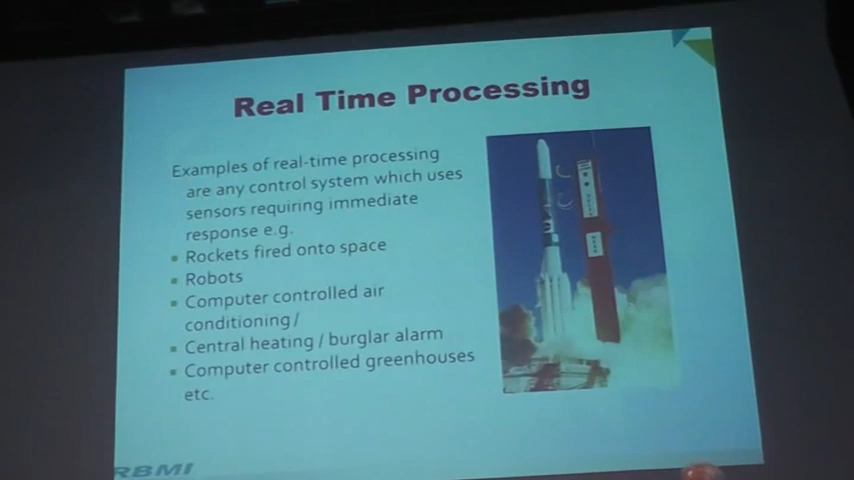 Real Time Processing
Examples of real-time processing
are any control system which uses
sensors requiring immediate
response e.g.
Rockets fired onto space
Robots
Computer controlled air
conditioning/
Central heating / burglar alarm
Computer controlled greenhouses
etc.
RBMI